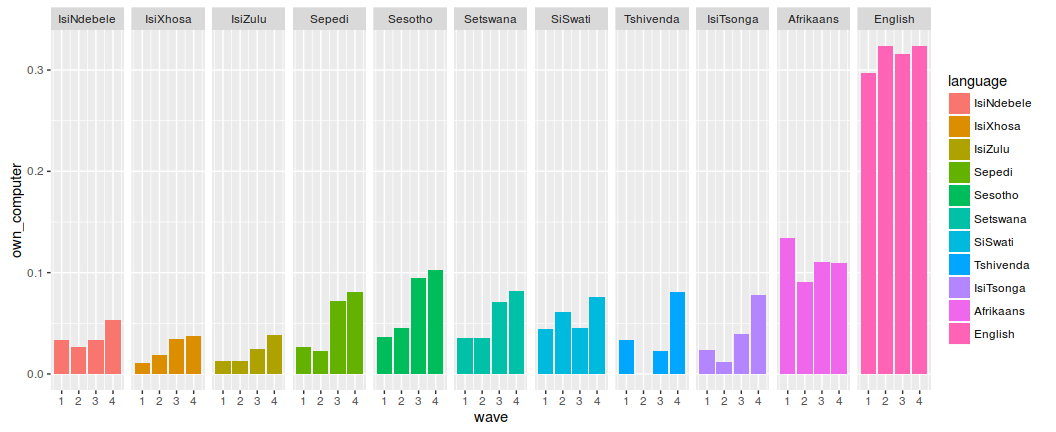 IsiNdebele IsiXhosa IsiZulu Sepedi Sesotho Setswana SiSwati Tshivenda IsiTsonga Afrikaans English
own_computer
0.3
0.2
0.1
0.0
1 2 3 4 1 2 3 4 1 2 3 4 1 2 3 4 1 2 3 4 1 2 3 4 1 2 3 4 1 2 3 4 1 2 3 4 1 2 3 4 1 2 3 4
wave
language
IsiNdebele
IsiXhosa
IsiZulu
Sepedi
Sesotho
Setswana
SiSwati
Tshivenda
IsiTsonga
Afrikaans
English